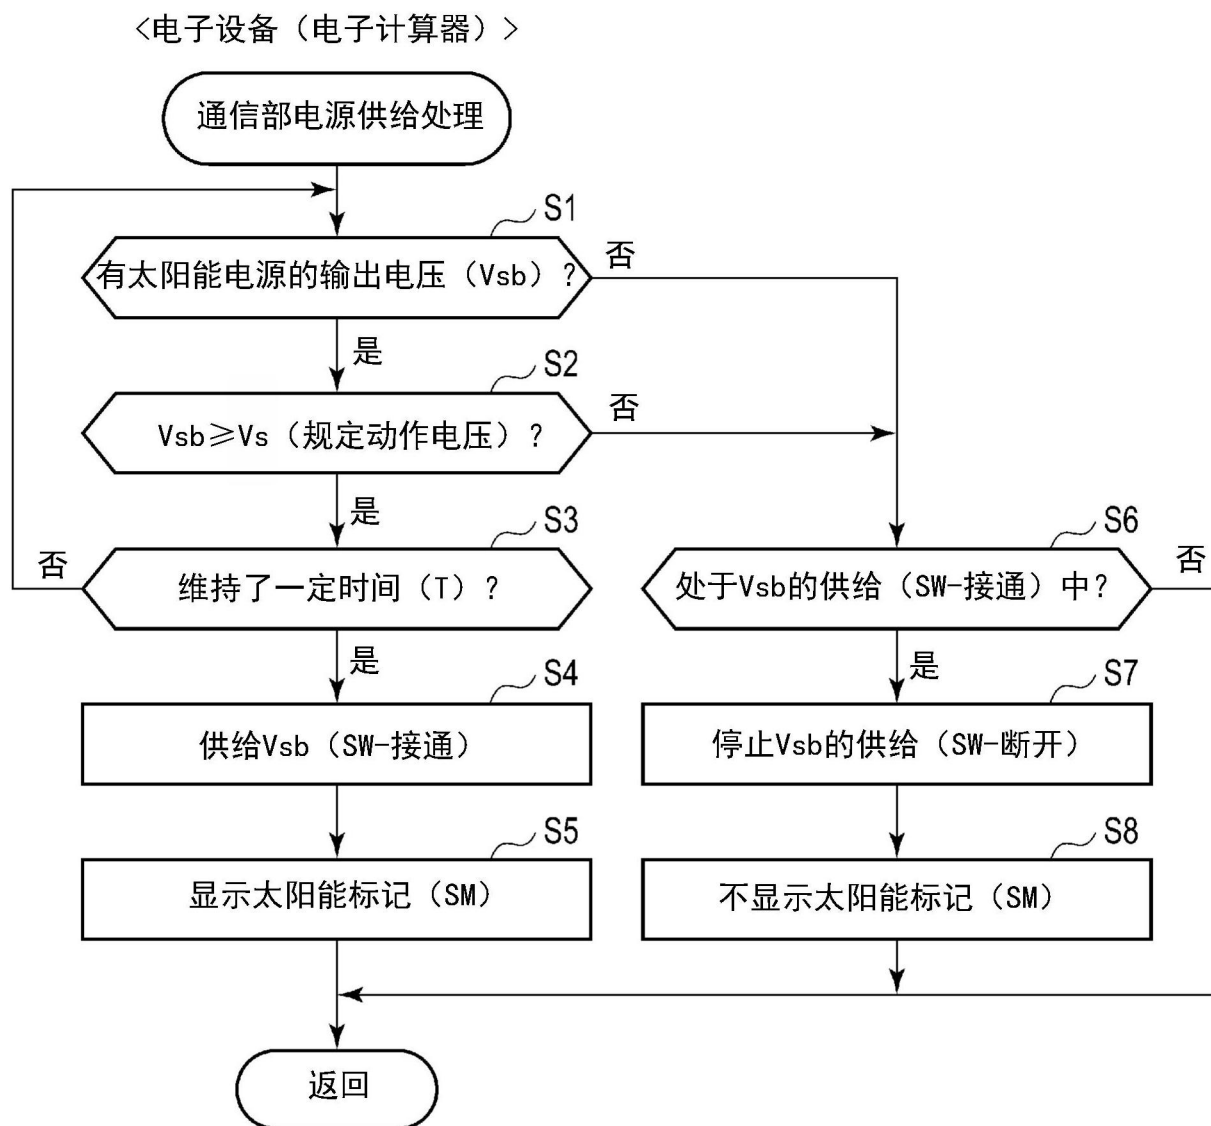 <电子设备（电子计算器）>
通信部电源供给处理
S1
有太阳能电源的输出电压（Vsb）？
否
是
S2
Vsb≥Vs（规定动作电压）？
否
是
S3
维持了一定时间（T）？
否
是
S4
供给Vsb（SW-接通）
S5
显示太阳能标记（SM）
S6
处于Vsb的供给（SW-接通）中？
否
是
S7
停止Vsb的供给（SW-断开）
S8
不显示太阳能标记（SM）
返回